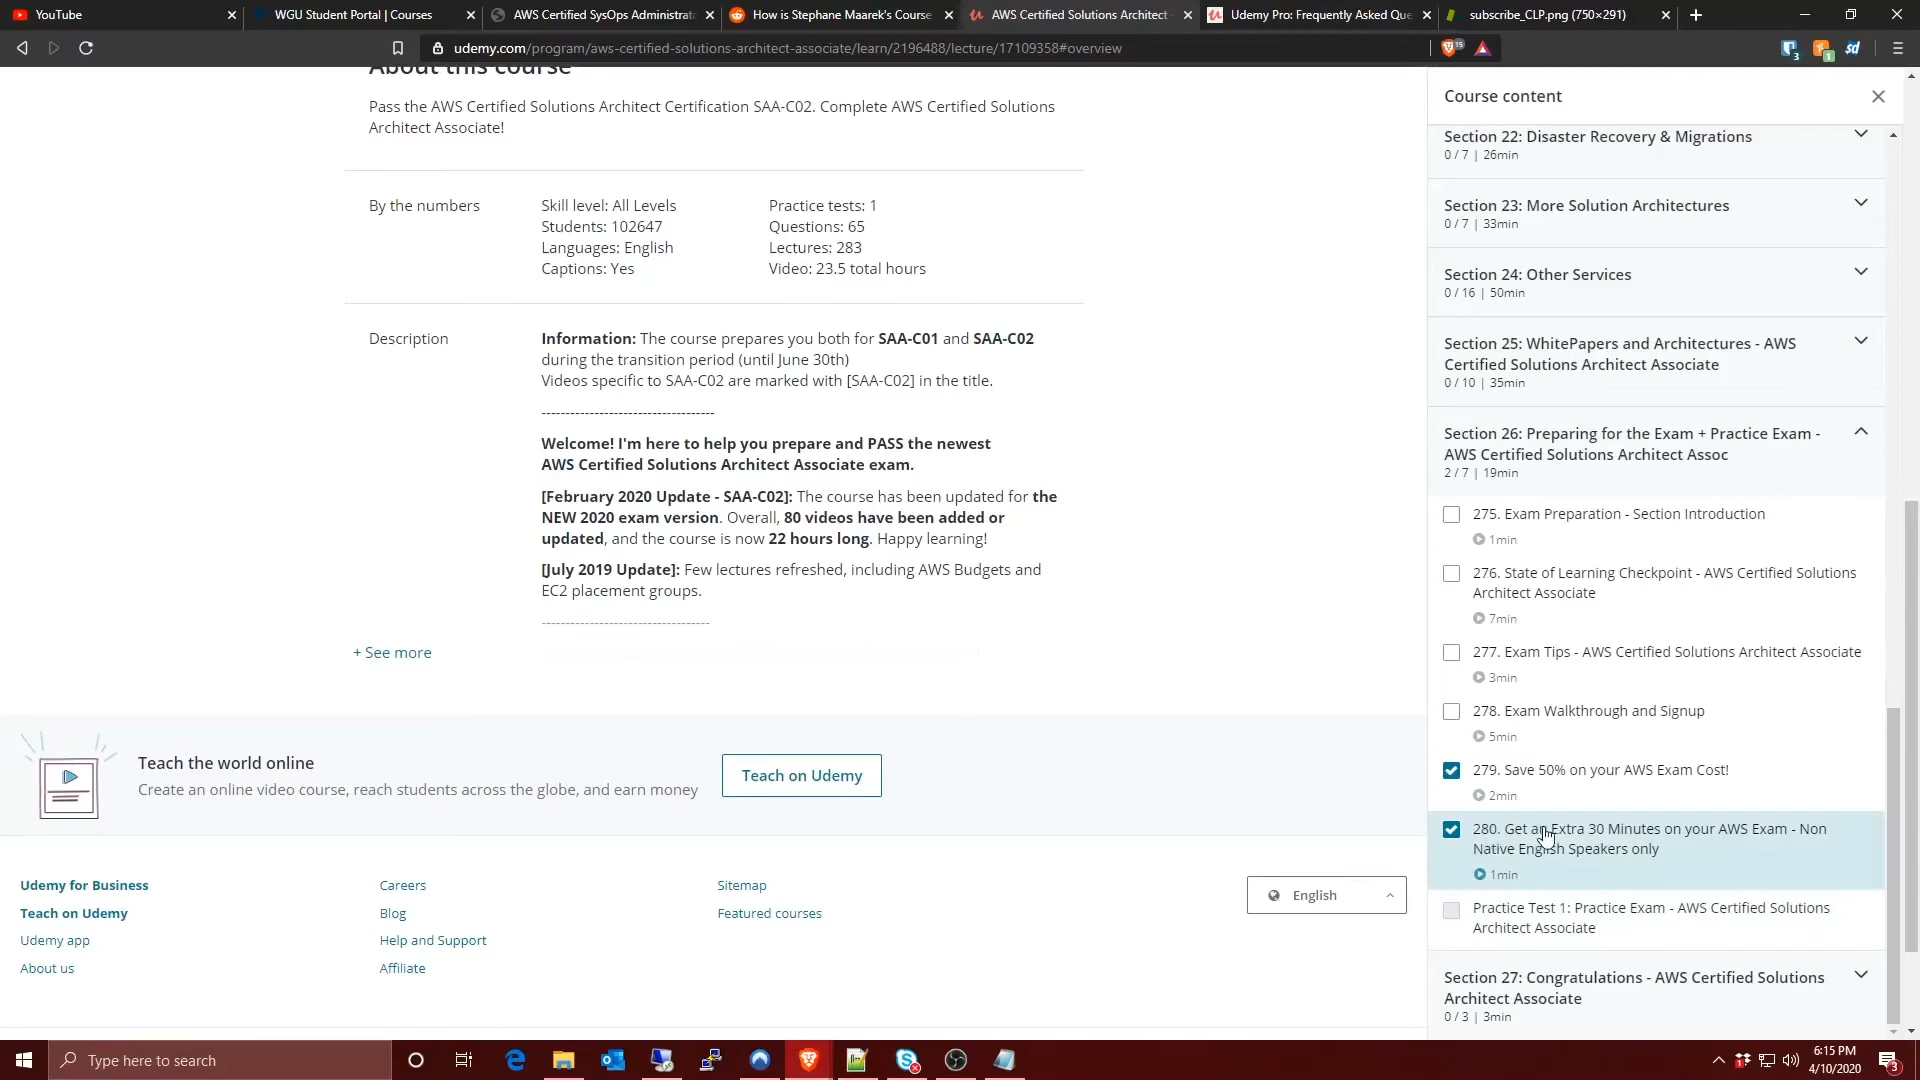 YouTube
WGU Student Portal | Courses
AWS Certified SysOps Administrat
How is Stephane Maarek's Course
AWS Certified Solutions Architect
Udemy Pro: Frequently Asked Que
subscribe_CLP.png (750×291)
udemy.com/program/aws-certified-solutions-architect-associate/learn/2196488/lecture/17109358#overview
15
3
1
About this course
Pass the AWS Certified Solutions Architect Certification SAA-C02. Complete AWS Certified Solutions
Architect Associate!
By the numbers
Skill level: All Levels
Students: 102647
Languages: English
Captions: Yes
Practice tests: 1
Questions: 65
Lectures: 283
Video: 23.5 total hours
Description
Information: The course prepares you both for SAA-C01 and SAA-C02
during the transition period (until June 30th)
Videos specific to SAA-C02 are marked with [SAA-C02] in the title.
------------------------------------
Welcome! I'm here to help you prepare and PASS the newest
AWS Certified Solutions Architect Associate exam.
[February 2020 Update - SAA-C02]: The course has been updated for the
NEW 2020 exam version. Overall, 80 videos have been added or
updated, and the course is now 22 hours long. Happy learning!
[July 2019 Update]: Few lectures refreshed, including AWS Budgets and
EC2 placement groups.
-----------------------------------
+ See more
Teach the world online
Create an online video course, reach students across the globe, and earn money
Teach on Udemy
Udemy for Business
Teach on Udemy
Udemy app
About us
Careers
Blog
Help and Support
Affiliate
Sitemap
Featured courses
English
Course content
Section 22: Disaster Recovery & Migrations
0 / 7 | 26min
Section 23: More Solution Architectures
0 / 7 | 33min
Section 24: Other Services
0 / 16 | 50min
Section 25: WhitePapers and Architectures - AWS
Certified Solutions Architect Associate
0 / 10 | 35min
Section 26: Preparing for the Exam + Practice Exam -
AWS Certified Solutions Architect Assoc
2 / 7 | 19min
275. Exam Preparation - Section Introduction
1min
276. State of Learning Checkpoint - AWS Certified Solutions
Architect Associate
7min
277. Exam Tips - AWS Certified Solutions Architect Associate
3min
278. Exam Walkthrough and Signup
5min
279. Save 50% on your AWS Exam Cost!
2min
280. Get an Extra 30 Minutes on your AWS Exam - Non
Native English Speakers only
1min
Practice Test 1: Practice Exam - AWS Certified Solutions
Architect Associate
Section 27: Congratulations - AWS Certified Solutions
Architect Associate
0 / 3 | 3min
Type here to search
6:15 PM
4/10/2020
3